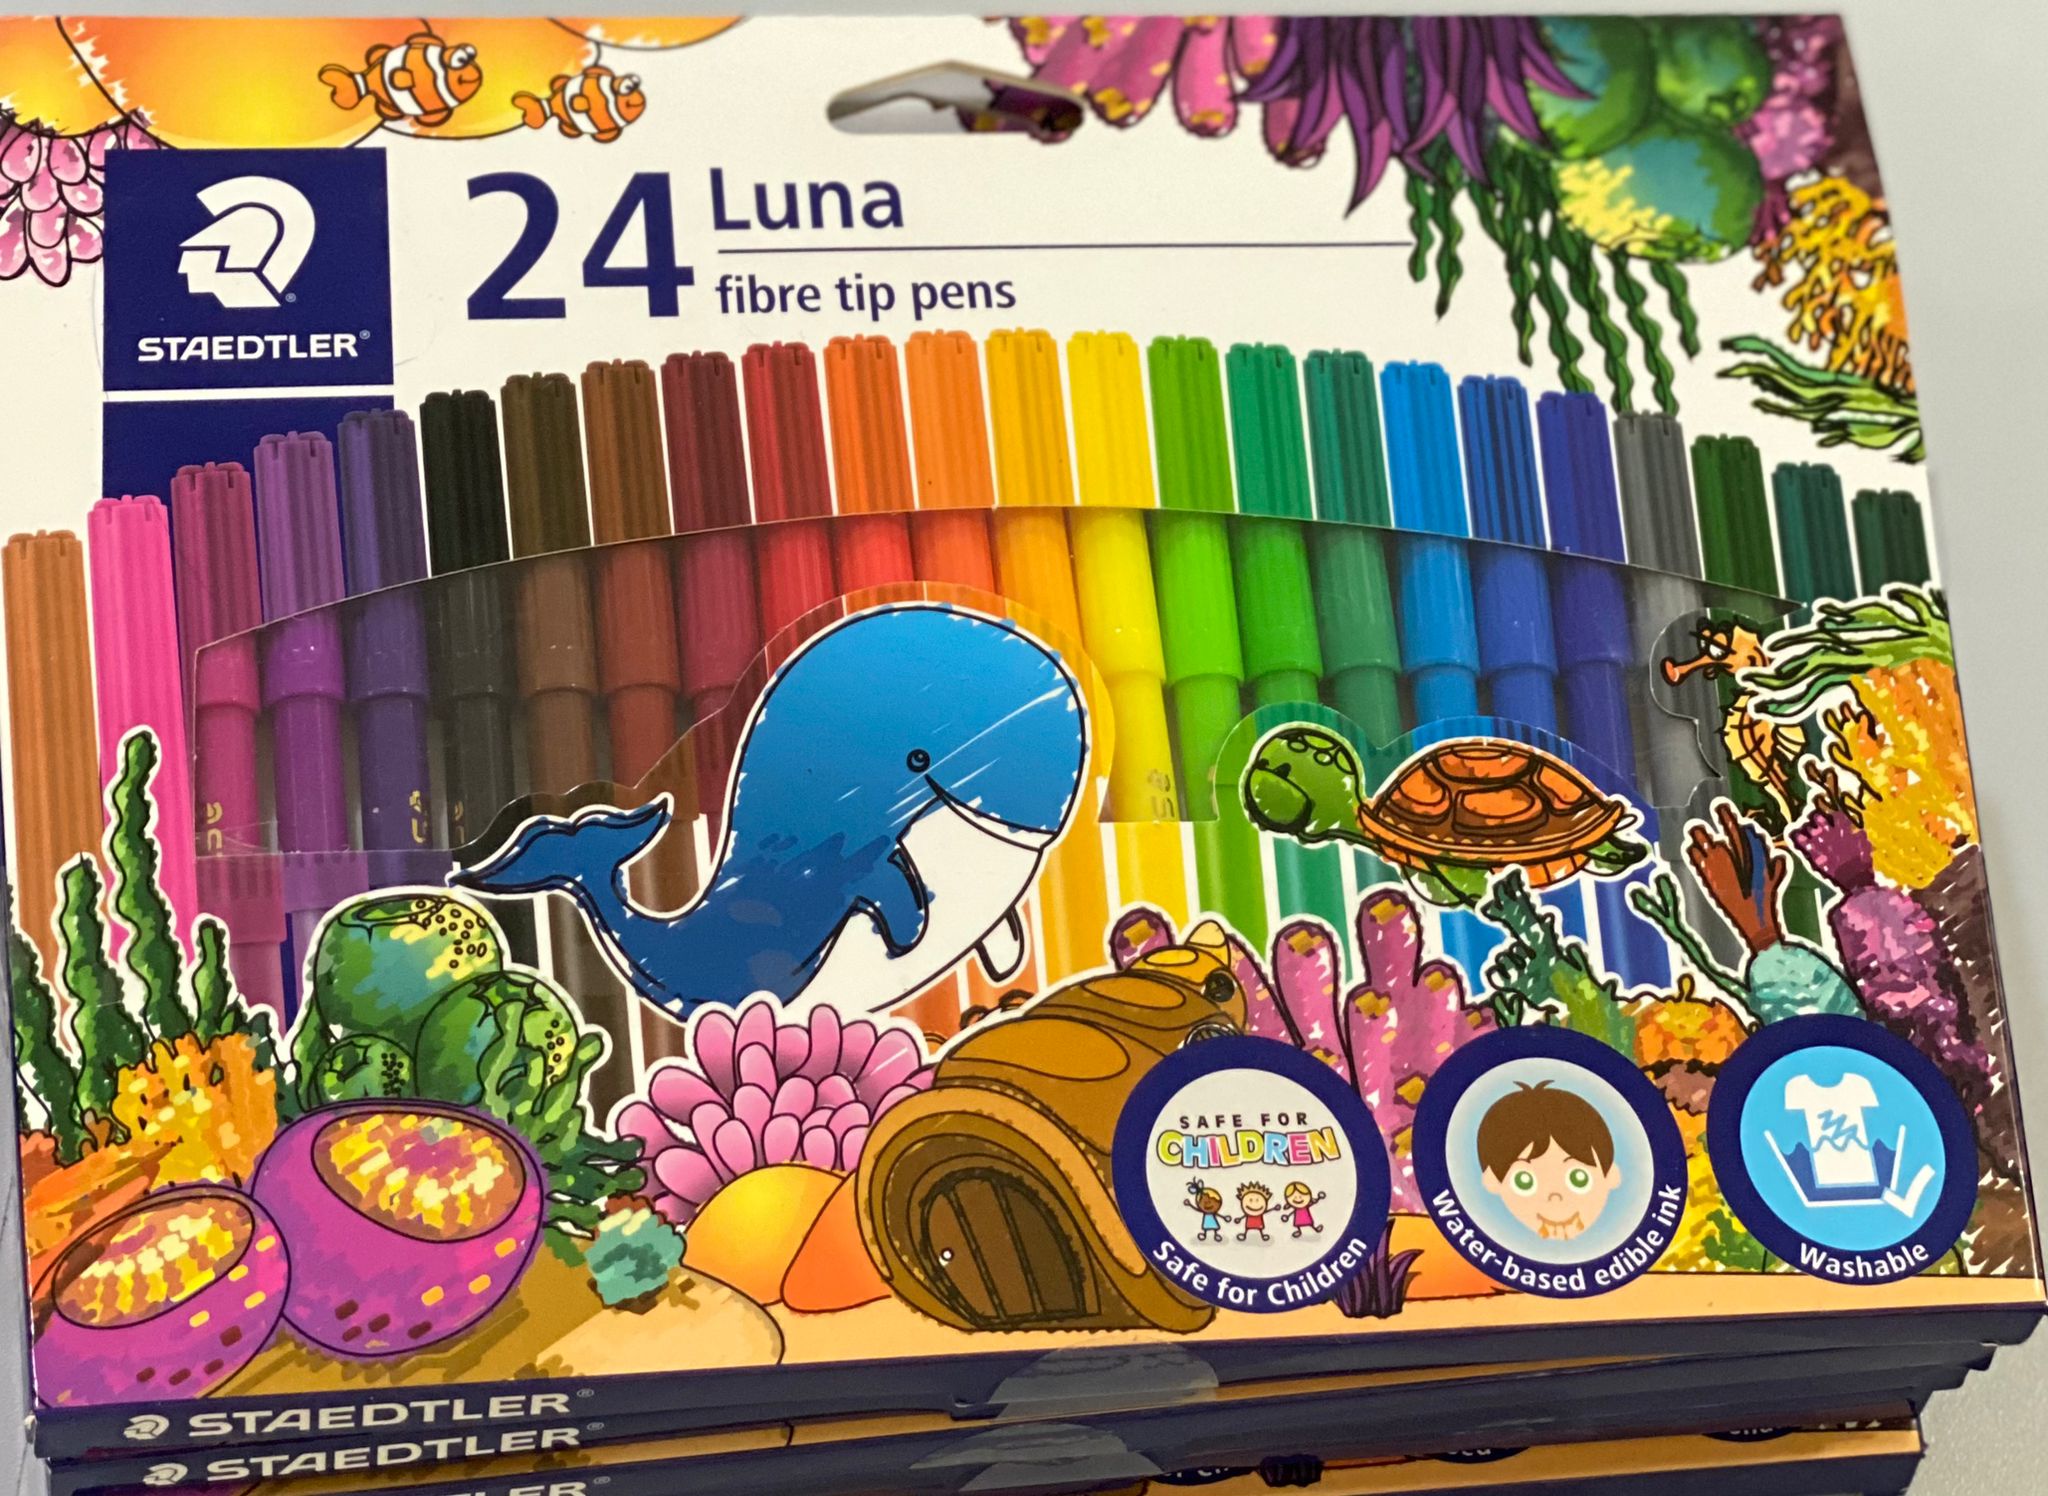 STAEDTLER®
24 Luna
fibre tip pens
SAFE FOR
CHILDREN
Safe for Children
Water-based edible ink
Washable
STAEDTLER®
STAEDTLER®